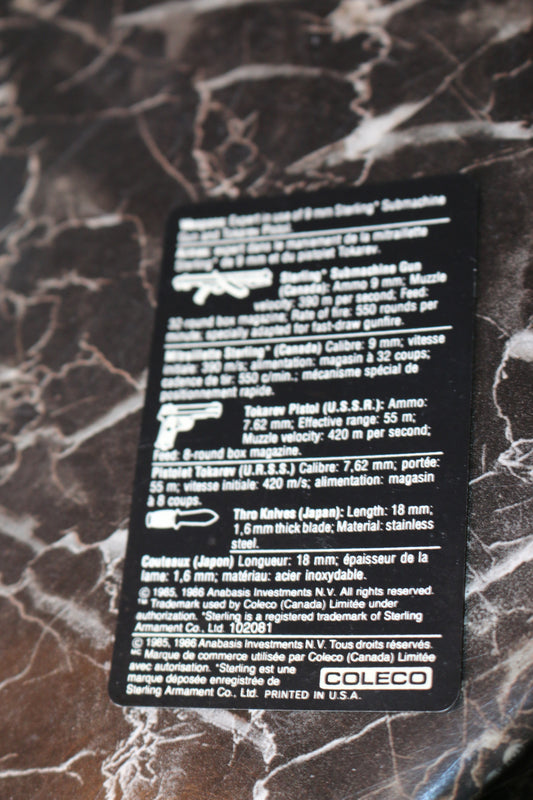 Weapons: Expert in use of 9 mm Sterling* Submachine
Gun and Tokarev Pistol.
Armes: Expert dans le maniement de la mitraillette
Sterling* de 9 mm et du pistolet Tokarev.
Sterling* Submachine Gun
(Canada): Ammo 9 mm; Muzzle
velocity: 390 m per second; Feed:
32 round box magazine; Rate of fire: 550 rounds per
minute; specially adapted for fast-draw gunfire.
Mitraillette Sterling* (Canada) Calibre: 9 mm; vitesse
initiale: 390 m/s; alimentation: magasin à 32 coups;
cadence de tir: 550 c/min.; mécanisme spécial de
positionnement rapide.
Tokarev Pistol (U.S.S.R.): Ammo:
7.62 mm; Effective range: 55 m;
Muzzle velocity: 420 m per second;
Feed: 8-round box magazine.
Pistolet Tokarev (U.R.S.S.) Calibre: 7,62 mm; portée:
55 m; vitesse initiale: 420 m/s; alimentation: magasin
à 8 coups.
Thro Knives (Japan): Length: 18 mm;
1,6 mm thick blade; Material: stainless
steel.
Couteaux (Japon) Longueur: 18 mm; épaisseur de la
lame: 1,6 mm; matériau: acier inoxydable.
© 1985, 1986 Anabasis Investments N.V. All rights reserved.
™ Trademark used by Coleco (Canada) Limitée under
authorization. *Sterling is a registered trademark of Sterling
Armament Co., Ltd. 102081
© 1985, 1986 Anabasis Investments N.V. Tous droits réservés.
Marque de commerce utilisée par Coleco (Canada) Limitée
avec autorisation. *Sterling est une
marque déposée enregistrée de
Sterling Armament Co., Ltd. PRINTED IN U.S.A.
COLECO